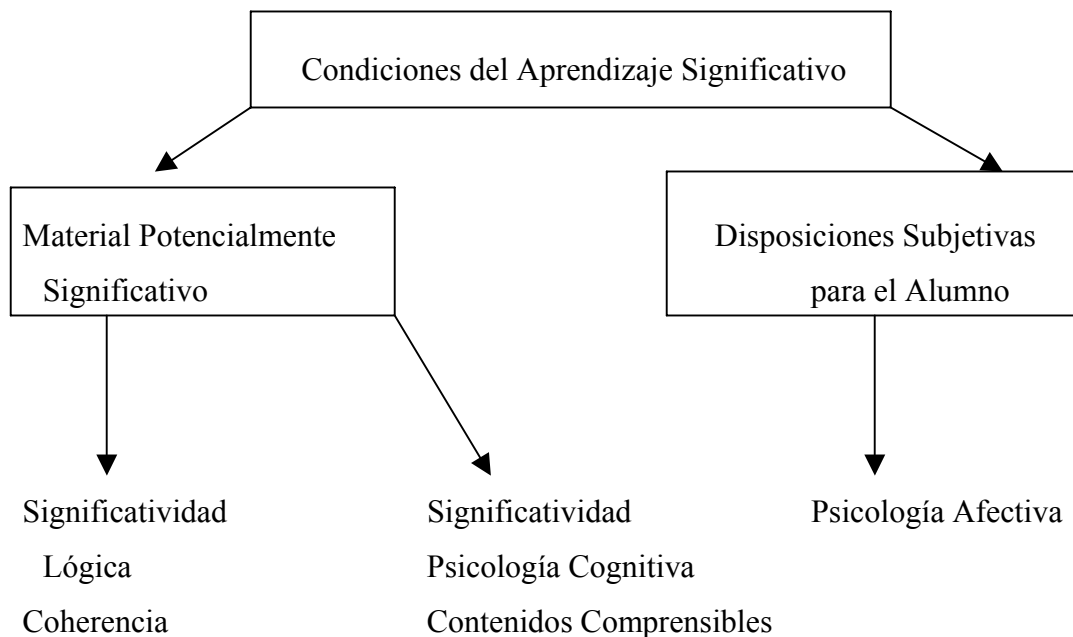 Condiciones del Aprendizaje Significativo
Material Potencialmente
Significativo
Disposiciones Subjetivas
para el Alumno
Significatividad
Lógica
Coherencia
Significatividad
Psicología Cognitiva
Contenidos Comprensibles
Psicología Afectiva